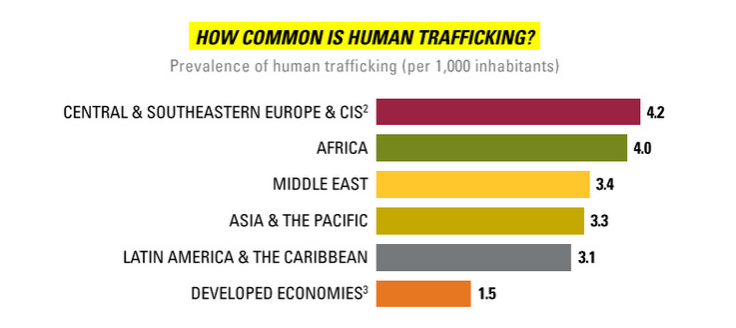 HOW COMMON IS HUMAN TRAFFICKING?
Prevalence of human trafficking (per 1,000 inhabitants)
CENTRAL & SOUTHEASTERN EUROPE & CIS² 4.2
AFRICA 4.0
MIDDLE EAST 3.4
ASIA & THE PACIFIC 3.3
LATIN AMERICA & THE CARIBBEAN 3.1
DEVELOPED ECONOMIES³ 1.5